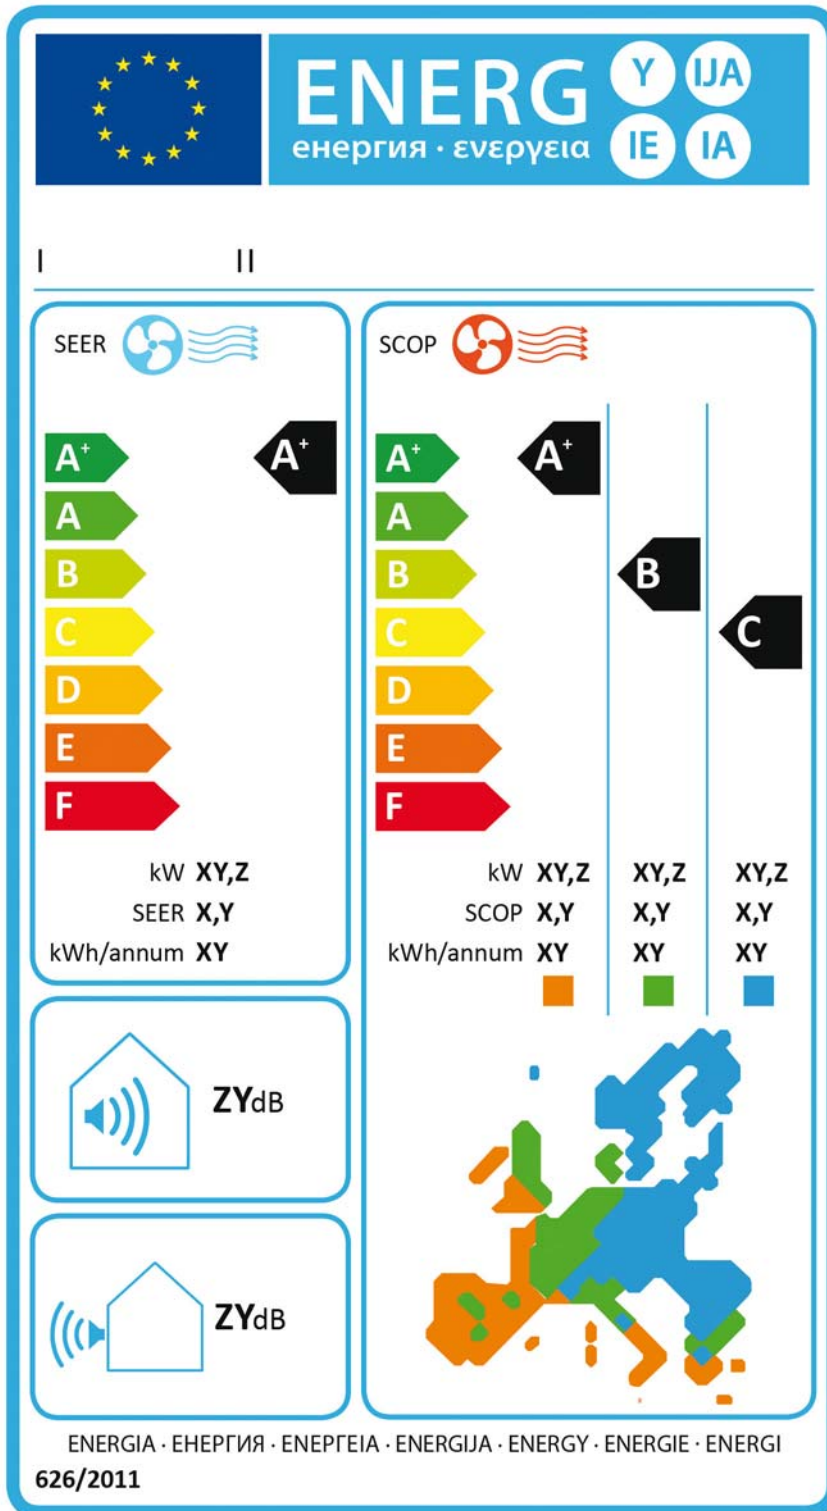 ENERG Y IJA
енергия · ενεργεια IE IA
I II
SEER
A+ A+
A
B
C
D
E
F
kW XY,Z
SEER X,Y
kWh/annum XY
SCOP
A+ A+
A
B B
C C
D
E
F
kW XY,Z XY,Z XY,Z
SCOP X,Y X,Y X,Y
kWh/annum XY XY XY
ZYdB
ZYdB
ENERGIA · ЕНЕРГИЯ · ΕΝΕΡΓΕΙΑ · ENERGIJA · ENERGY · ENERGIE · ENERGI
626/2011